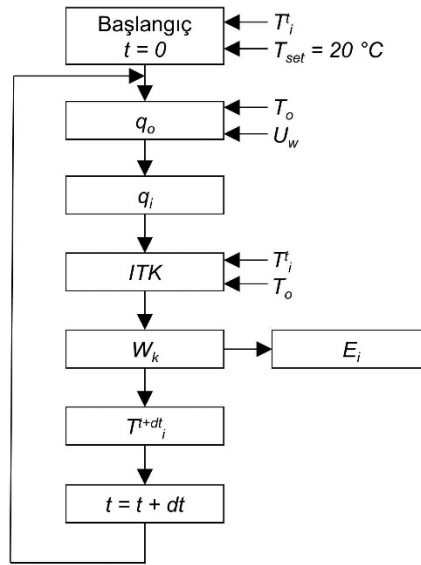 Başlangıç
t = 0
T^t_i
T_set = 20 °C
q_o
T_o
U_w
q_i
ITK
T^t_i
T_o
W_k
E_i
T^{t+dt}_i
t = t + dt